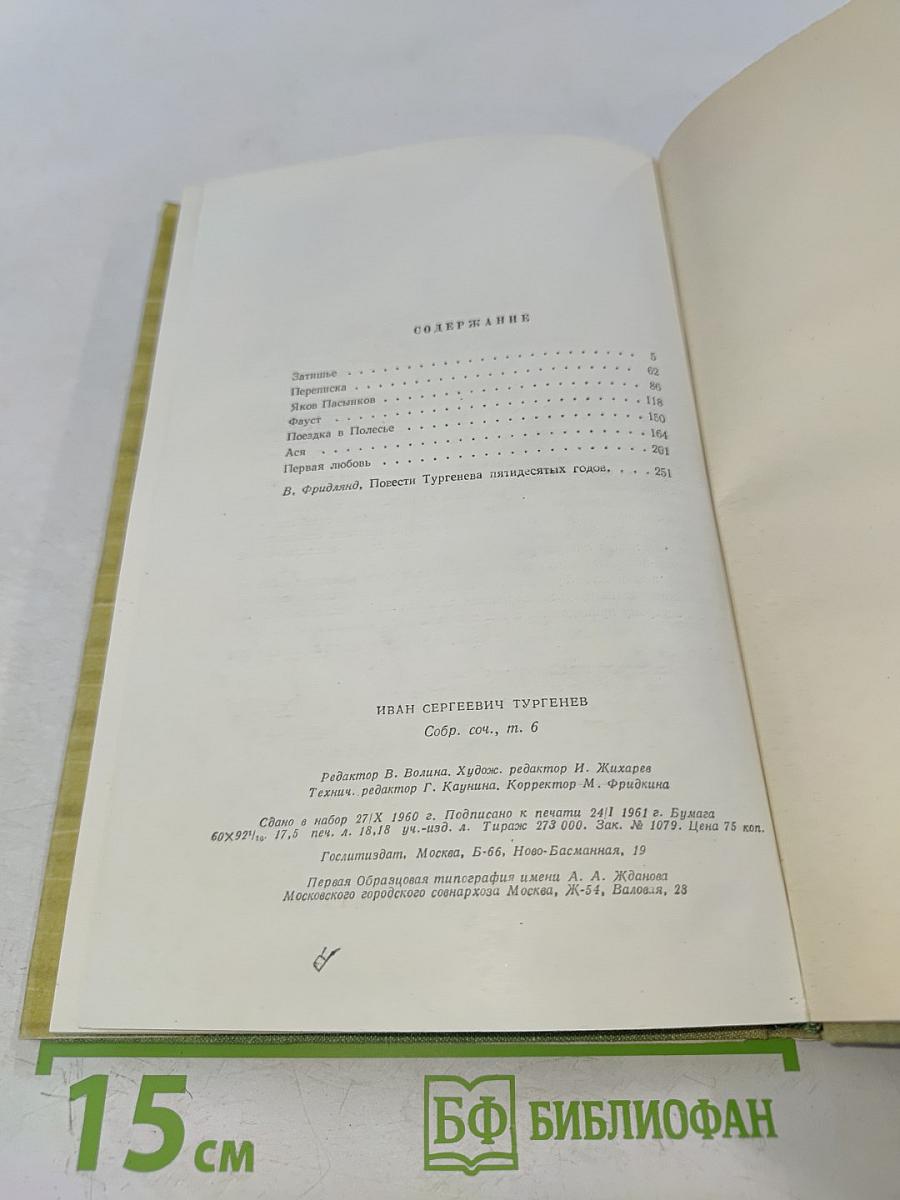 СОДЕРЖАНИЕ
Затишье . . . . . . . . . . . . . . . . . . . . 5
Переписка . . . . . . . . . . . . . . . . . . . . 62
Яков Пасынков . . . . . . . . . . . . . . . . . . 86
Фауст . . . . . . . . . . . . . . . . . . . . 118
Поездка в Полесье . . . . . . . . . . . . . . . . 150
Ася . . . . . . . . . . . . . . . . . . . . 164
Первая любовь . . . . . . . . . . . . . . . . . . 201
В. Фридлянд, Повести Тургенева пятидесятых годов. . . . 251
ИВАН СЕРГЕЕВИЧ ТУРГЕНЕВ
Собр. соч., т. 6
Редактор В. Волина. Худож. редактор И. Жихарев
Технич. редактор Г. Каунина. Корректор М. Фридкина
Сдано в набор 27/X 1960 г. Подписано к печати 24/I 1961 г. Бумага
60×92¹/₁₆. 17,5 печ. л. 18,18 уч.-изд. л. Тираж 273 000. Зак. № 1079. Цена 75 коп.
Гослитиздат, Москва, Б-66, Ново-Басманная, 19
Первая Образцовая типография имени А. А. Жданова
Московского городского совнархоза Москва, Ж-54, Валовая, 28
15 см
БФ БИБЛИОФАН